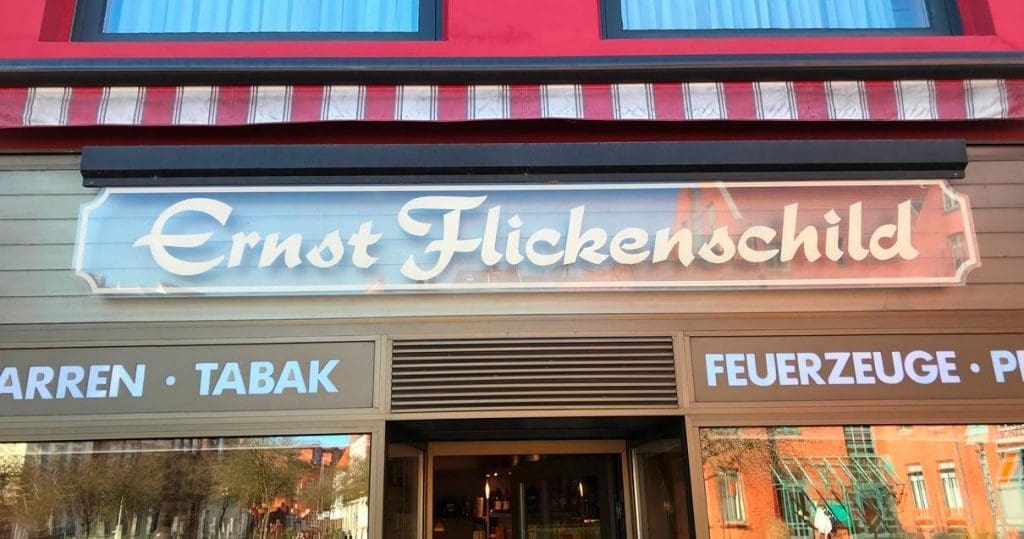 Ernst Flickenschild
ARREN · TABAK
FEUERZEUGE ·